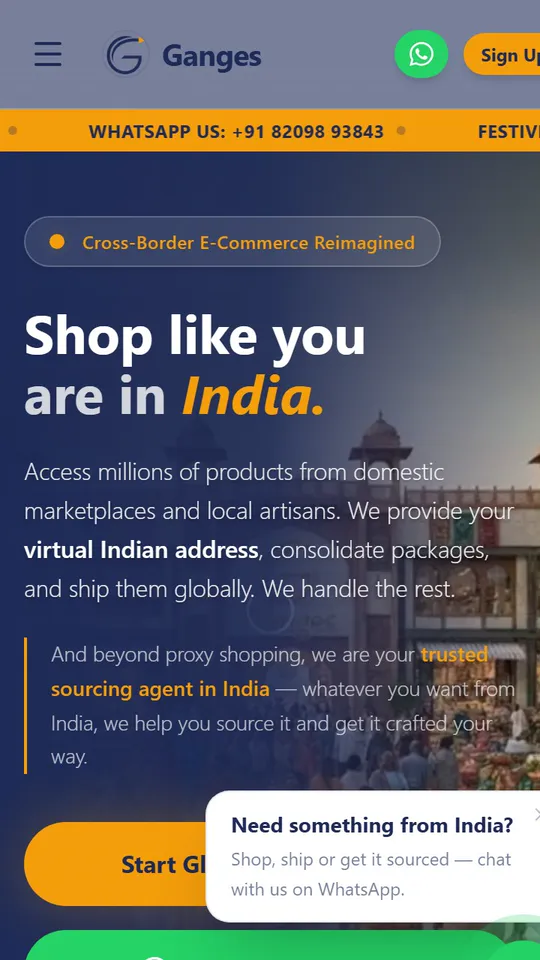 Ganges
Sign Up
WHATSAPP US: +91 82098 93843
Cross-Border E-Commerce Reimagined
Shop like you
are in India.
Access millions of products from domestic
marketplaces and local artisans. We provide your
virtual Indian address, consolidate packages,
and ship them globally. We handle the rest.
And beyond proxy shopping, we are your trusted
sourcing agent in India — whatever you want from
India, we help you source it and get it crafted your
way.
Start
Need something from India?
Shop, ship or get it sourced — chat
with us on WhatsApp.